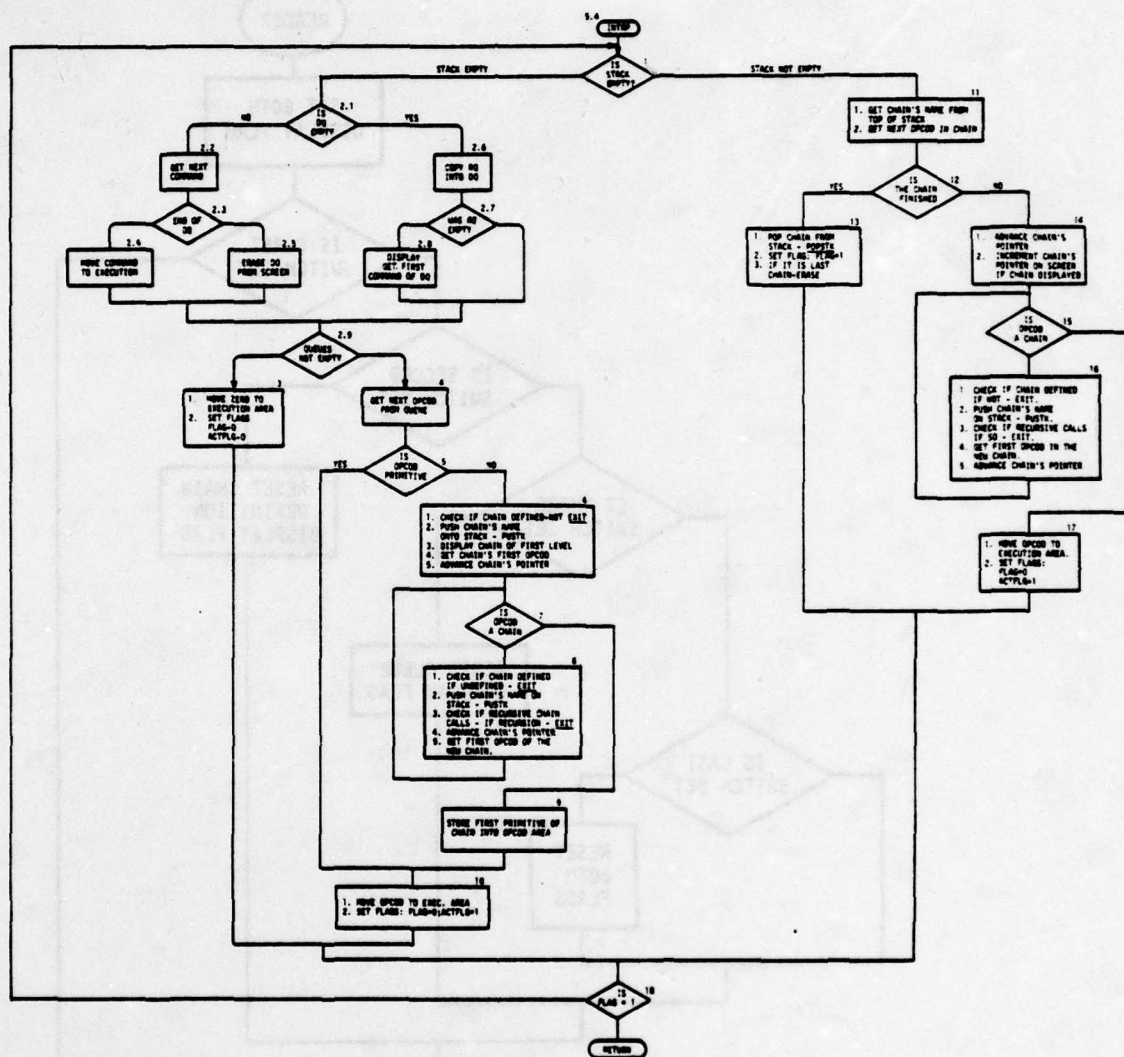 5.4
INTRP
IS
STACK
EMPTY?
1
STACK EMPTY
STACK NOT EMPTY
2.1
IS
DQ
EMPTY
NO
YES
2.2
GET NEXT
COMMAND
2.3
END OF
DQ
2.4
MOVE COMMAND
TO EXECUTION
2.5
ERASE DQ
FROM SCREEN
2.6
COPY RQ
INTO DQ
2.7
WAS RQ
EMPTY
2.8
DISPLAY
GET FIRST
COMMAND OF DQ
2.9
QUEUES
NOT EMPTY
3
1. MOVE ZERO TO
EXECUTION AREA
2. SET FLAGS
FLAG=0
ACTFLG=0
4
GET NEXT OPCOD
FROM QUEUE
5
IS
OPCOD
PRIMITIVE
YES
NO
6
1. CHECK IF CHAIN DEFINED-NOT EXIT
2. PUSH CHAIN'S NAME
ONTO STACK - PUSTK
3. DISPLAY CHAIN OF FIRST LEVEL
4. GET CHAIN'S FIRST OPCOD
5. ADVANCE CHAIN'S POINTER
7
IS
OPCOD
A CHAIN
8
1. CHECK IF CHAIN DEFINED
IF UNDEFINED - EXIT
2. PUSH CHAIN'S NAME ON
STACK - PUSTK
3. CHECK IF RECURSIVE CHAIN
CALLS - IF RECURSION - EXIT
4. ADVANCE CHAIN'S POINTER
5. GET FIRST OPCOD OF THE
NEW CHAIN.
9
STORE FIRST PRIMITIVE OF
CHAIN INTO OPCOD AREA
10
1. MOVE OPCOD TO EXEC. AREA
2. SET FLAGS: FLAG=0;ACTFLG=1
11
1. GET CHAIN'S NAME FROM
TOP OF STACK
2. GET NEXT OPCOD IN CHAIN
12
IS
THE CHAIN
FINISHED
YES
NO
13
1. POP CHAIN FROM
STACK - POPSTK
2. SET FLAG: FLAG=1
3. IF IT IS LAST
CHAIN-ERASE
14
1. ADVANCE CHAIN'S
POINTER
2. INCREMENT CHAIN'S
POINTER ON SCREEN
IF CHAIN DISPLAYED
15
IS
OPCOD
A CHAIN
16
1. CHECK IF CHAIN DEFINED
IF NOT - EXIT.
2. PUSH CHAIN'S NAME
ON STACK - PUSTK.
3. CHECK IF RECURSIVE CALLS
IF SO - EXIT.
4. GET FIRST OPCOD IN THE
NEW CHAIN.
5. ADVANCE CHAIN'S POINTER
17
1. MOVE OPCOD TO
EXECUTION AREA.
2. SET FLAGS:
FLAG=0
ACTFLG=1
18
IS
FLAG = 1
RETURN